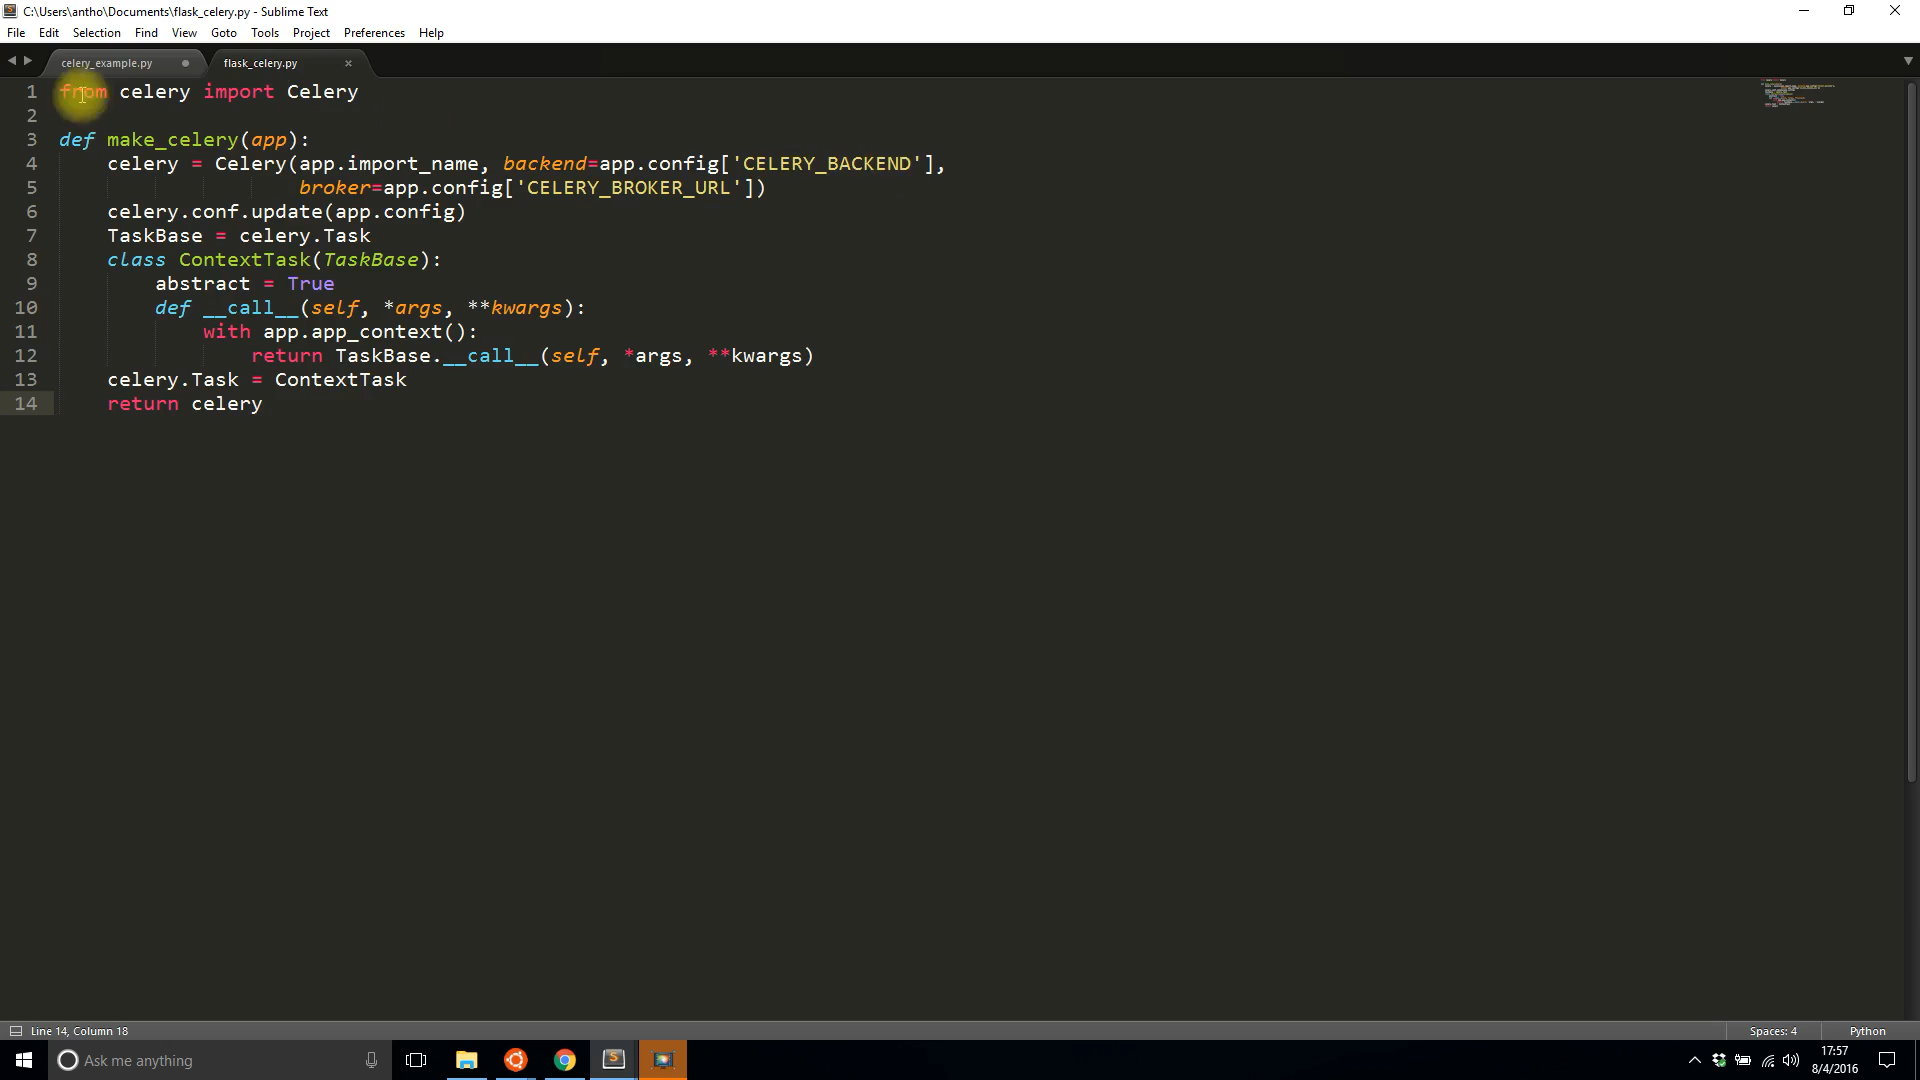 C:\Users\antho\Documents\flask_celery.py - Sublime Text
File Edit Selection Find View Goto Tools Project Preferences Help
celery_example.py flask_celery.py
1 from celery import Celery
2
3 def make_celery(app):
4 celery = Celery(app.import_name, backend=app.config['CELERY_BACKEND'],
5 broker=app.config['CELERY_BROKER_URL'])
6 celery.conf.update(app.config)
7 TaskBase = celery.Task
8 class ContextTask(TaskBase):
9 abstract = True
10 def __call__(self, *args, **kwargs):
11 with app.app_context():
12 return TaskBase.__call__(self, *args, **kwargs)
13 celery.Task = ContextTask
14 return celery
Line 14, Column 18 Spaces: 4 Python
Ask me anything 17:57
8/4/2016